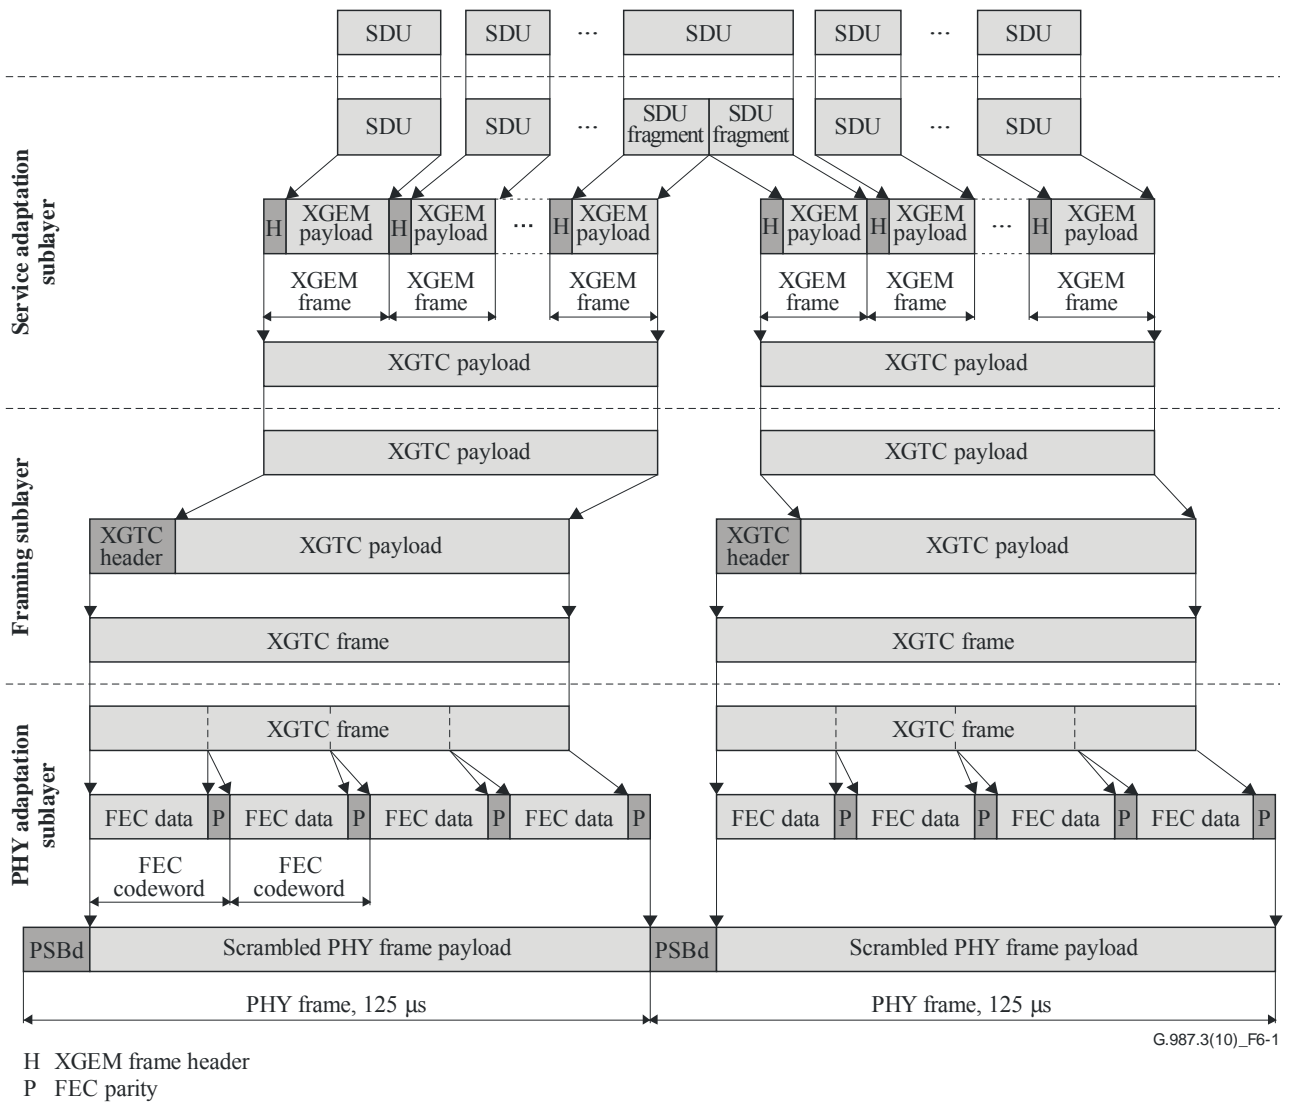 SDU SDU ... SDU SDU ... SDU
SDU SDU ... SDU SDU SDU ... SDU
fragment fragment
Service adaptation
sublayer
H XGEM H XGEM ... H XGEM H XGEM H XGEM ... H XGEM
payload payload payload payload payload payload
XGEM XGEM XGEM XGEM XGEM XGEM
frame frame frame frame frame frame
XGTC payload XGTC payload
Framing sublayer
XGTC payload XGTC payload
XGTC XGTC payload XGTC XGTC payload
header header
XGTC frame XGTC frame
PHY adaptation
sublayer
XGTC frame XGTC frame
FEC data P FEC data P FEC data P FEC data P FEC data P FEC data P FEC data P FEC data P
FEC FEC
codeword codeword
PSBd Scrambled PHY frame payload PSBd Scrambled PHY frame payload
PHY frame, 125 μs PHY frame, 125 μs
G.987.3(10)_F6-1
H XGEM frame header
P FEC parity